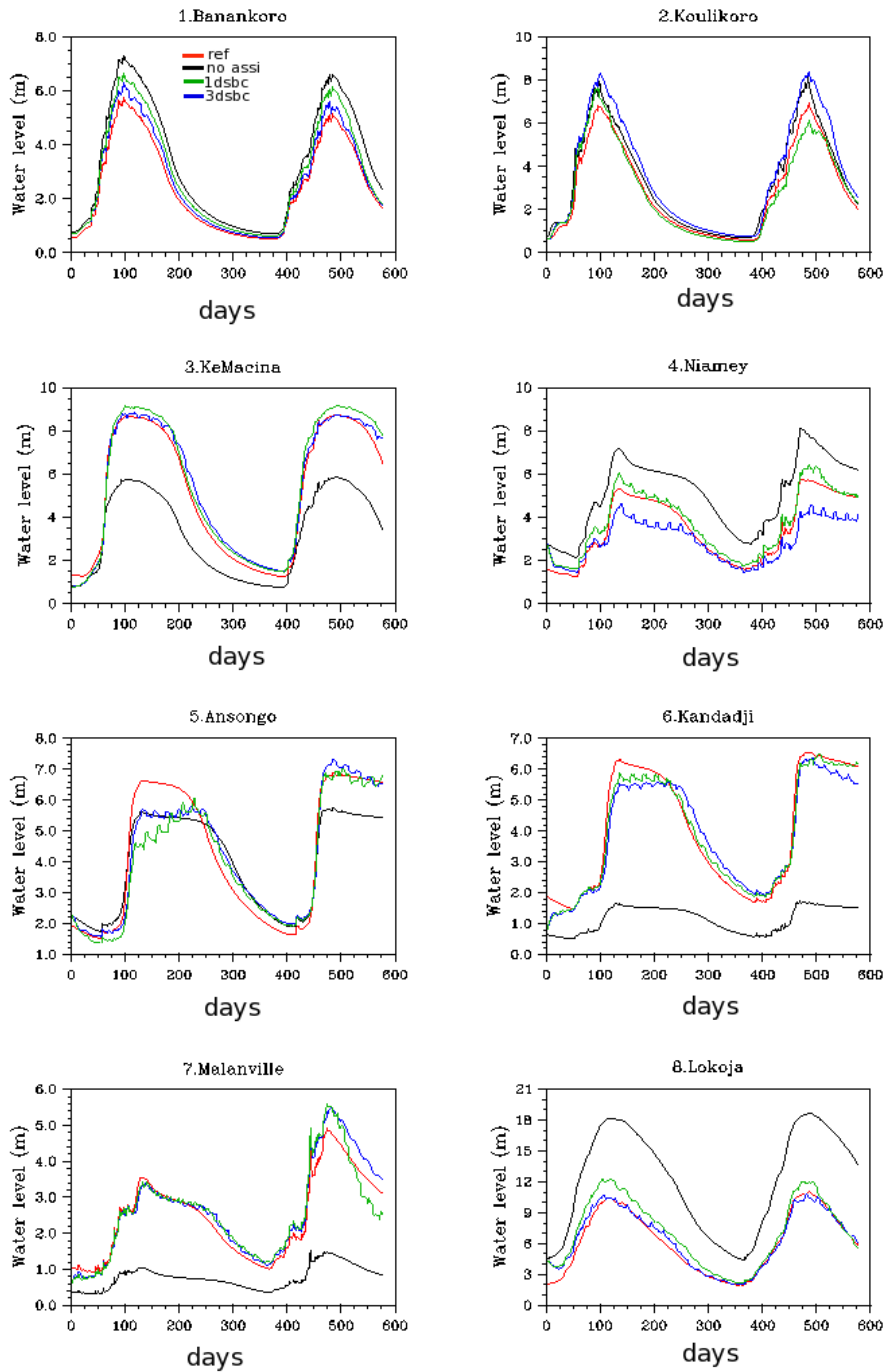 1.Banankoro
Water level (m)
8.0
6.0
4.0
2.0
0.0
ref
no assi
1dsbc
3dsbc
0 100 200 300 400 500 600
days
2.Koulikoro
Water level (m)
10
8
6
4
2
0
0 100 200 300 400 500 600
days
3.KeMacina
Water level (m)
10
8
6
4
2
0
0 100 200 300 400 500 600
days
4.Niamey
Water level (m)
10
8
6
4
2
0
0 100 200 300 400 500 600
days
5.Ansongo
Water level (m)
8.0
7.0
6.0
5.0
4.0
3.0
2.0
1.0
0 100 200 300 400 500 600
days
6.Kandadji
Water level (m)
7.0
6.0
5.0
4.0
3.0
2.0
1.0
0.0
0 100 200 300 400 500 600
days
7.Malanville
Water level (m)
6.0
5.0
4.0
3.0
2.0
1.0
0.0
0 100 200 300 400 500 600
days
8.Lokoja
Water level (m)
21
18
15
12
9
6
3
0
0 100 200 300 400 500 600
days